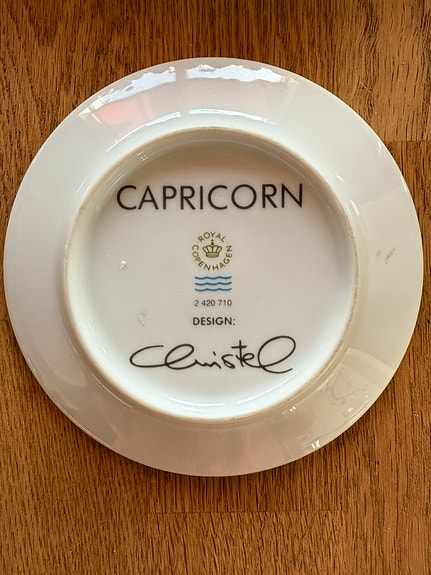 CAPRICORN
ROYAL
COPENHAGEN
2 420 710
DESIGN:
Christel